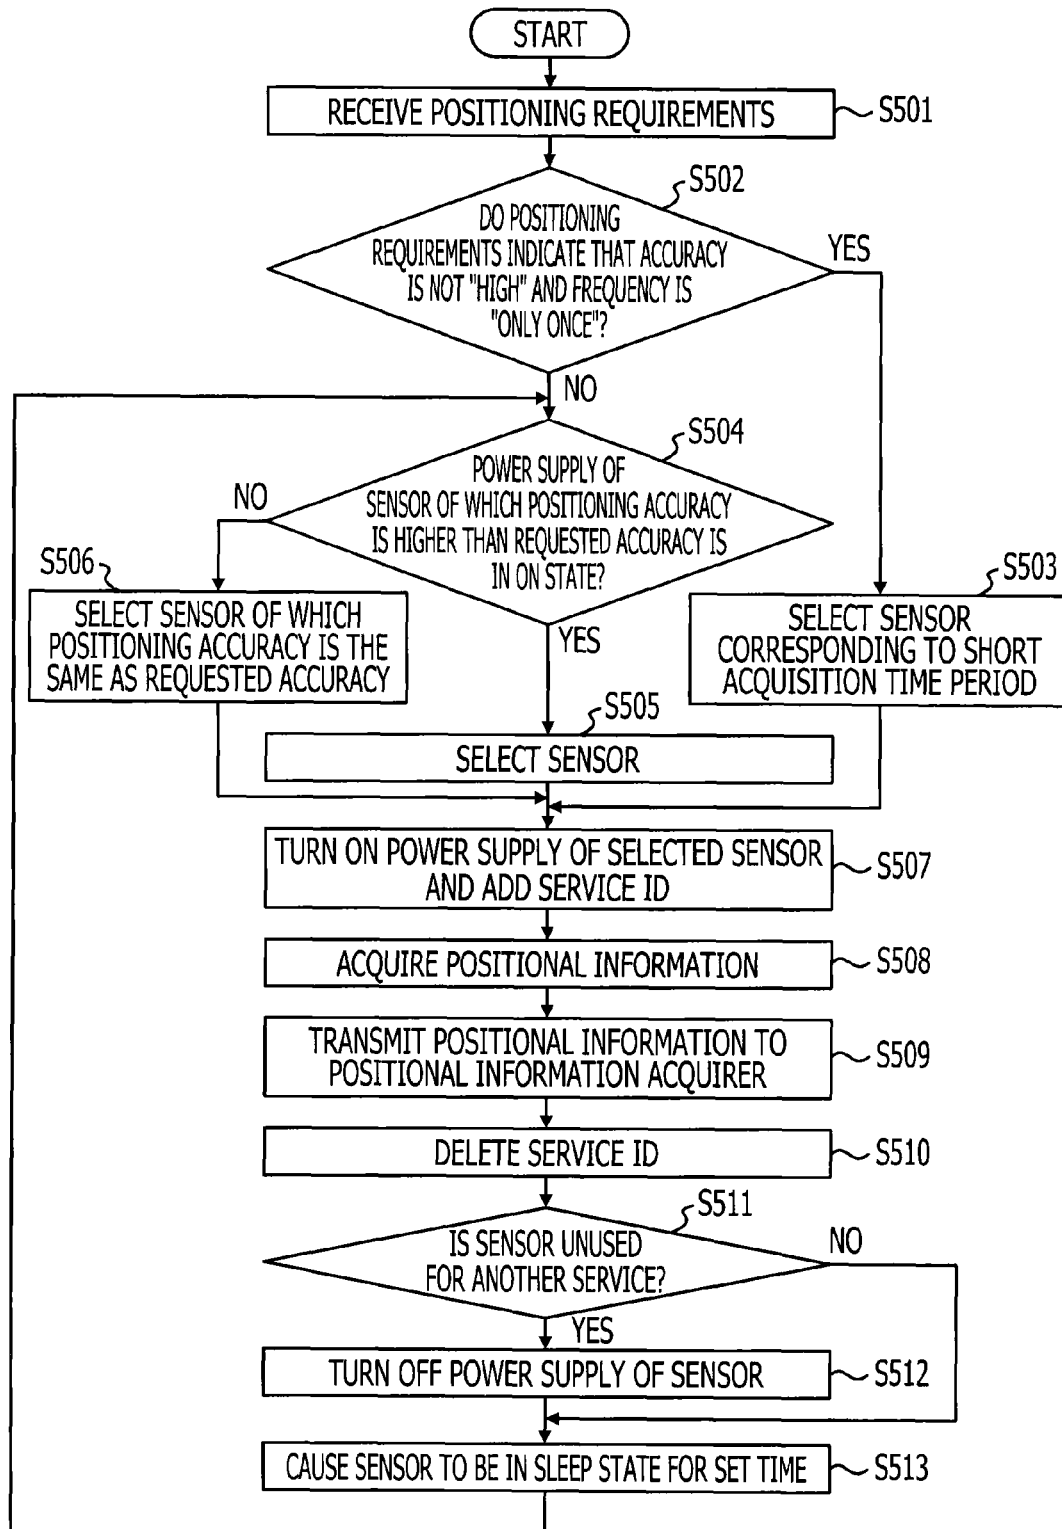 START
RECEIVE POSITIONING REQUIREMENTS
S501
S502
DO POSITIONING
REQUIREMENTS INDICATE THAT ACCURACY
IS NOT "HIGH" AND FREQUENCY IS
"ONLY ONCE"?
YES
NO
S504
POWER SUPPLY OF
SENSOR OF WHICH POSITIONING ACCURACY
IS HIGHER THAN REQUESTED ACCURACY IS
IN ON STATE?
NO
YES
S506
SELECT SENSOR OF WHICH
POSITIONING ACCURACY IS THE
SAME AS REQUESTED ACCURACY
S503
SELECT SENSOR
CORRESPONDING TO SHORT
ACQUISITION TIME PERIOD
S505
SELECT SENSOR
TURN ON POWER SUPPLY OF SELECTED SENSOR
AND ADD SERVICE ID
S507
ACQUIRE POSITIONAL INFORMATION
S508
TRANSMIT POSITIONAL INFORMATION TO
POSITIONAL INFORMATION ACQUIRER
S509
DELETE SERVICE ID
S510
S511
IS SENSOR UNUSED
FOR ANOTHER SERVICE?
NO
YES
TURN OFF POWER SUPPLY OF SENSOR
S512
CAUSE SENSOR TO BE IN SLEEP STATE FOR SET TIME
S513